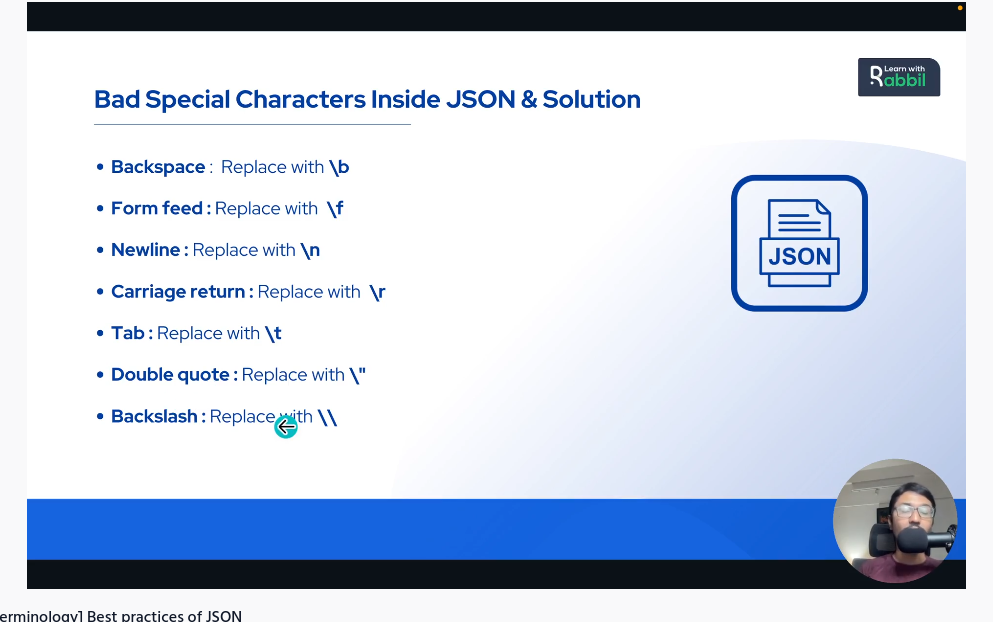 Learn with
Rabbil
Bad Special Characters Inside JSON & Solution
• Backspace : Replace with \b
• Form feed : Replace with \f
• Newline : Replace with \n
• Carriage return : Replace with \r
• Tab : Replace with \t
• Double quote : Replace with \"
• Backslash : Replace with \\
JSON
erminology] Best practices of JSON